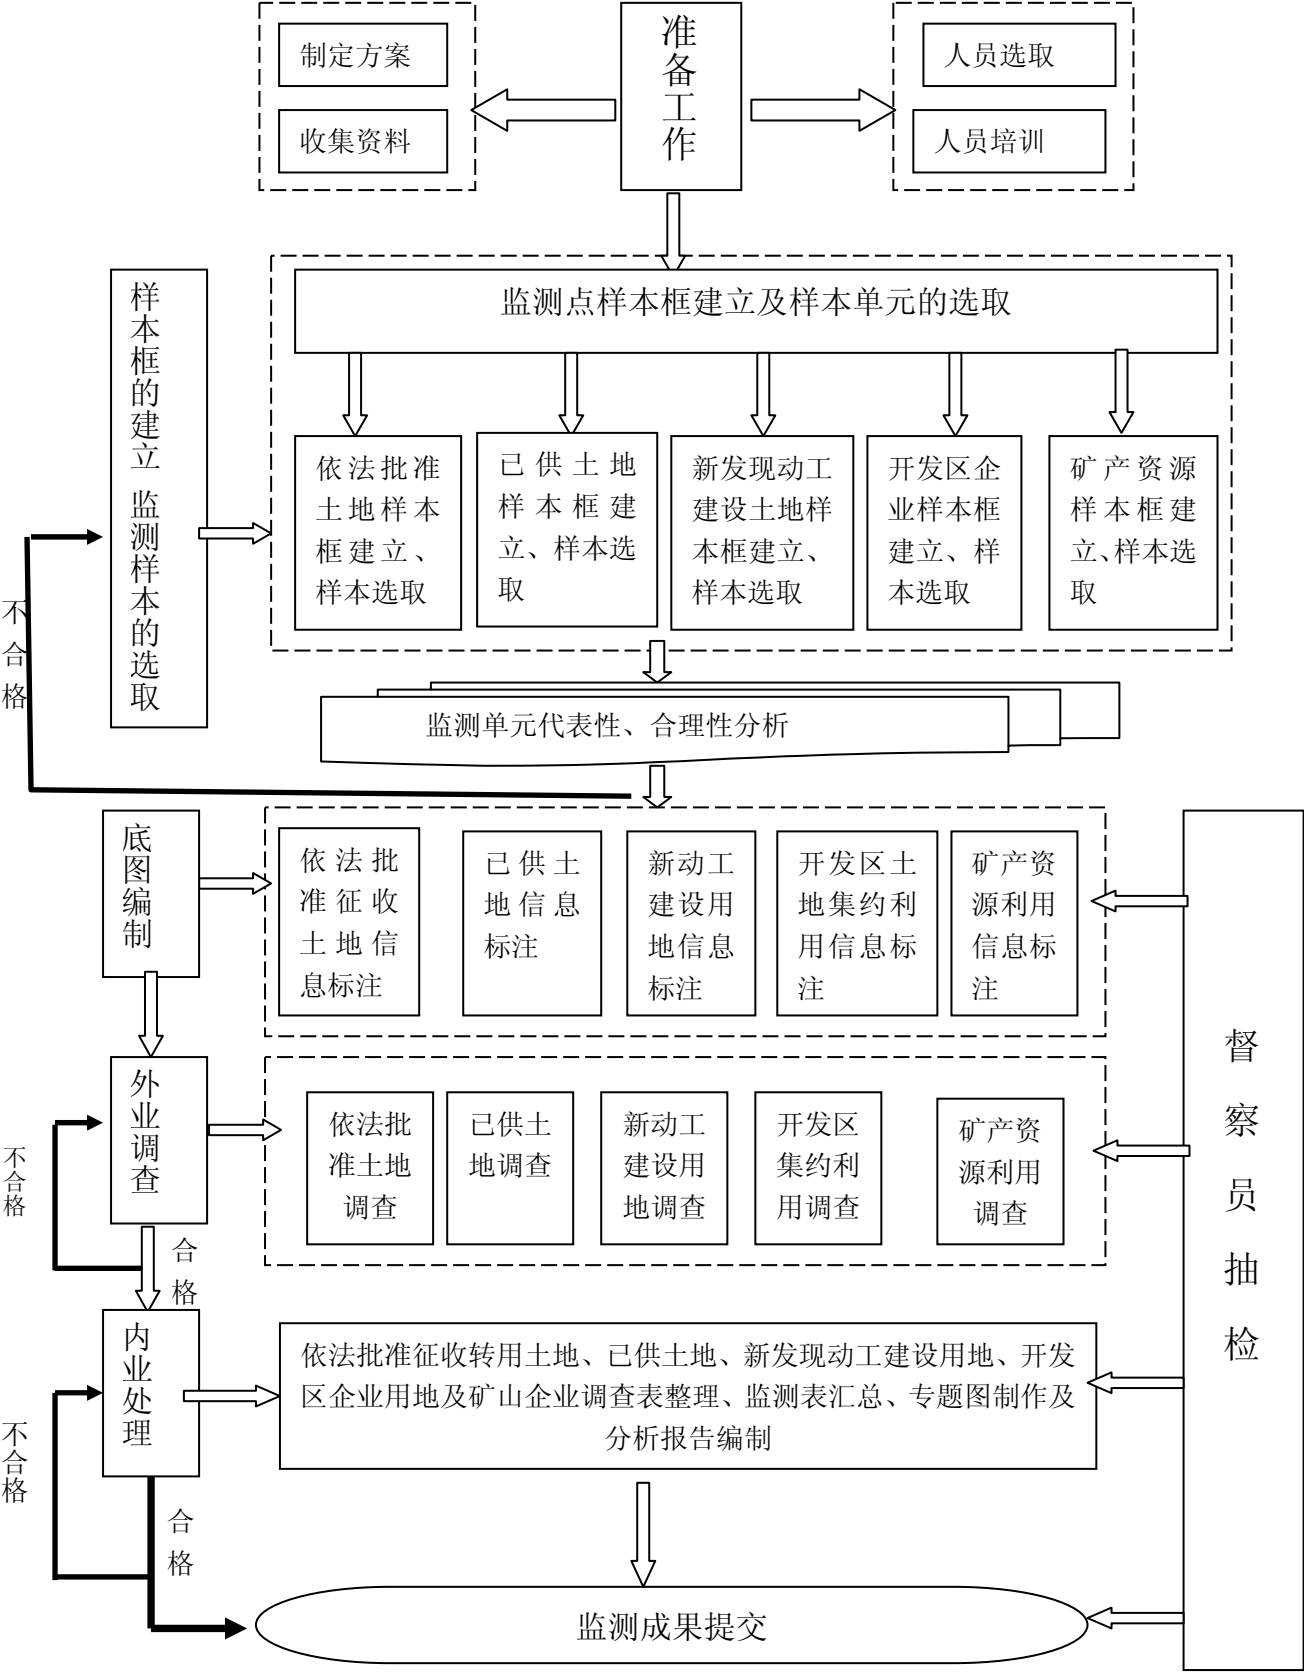 制定方案
收集资料
准备工作
人员选取
人员培训
样本框的建立 监测样本的选取
监测点样本框建立及样本单元的选取
依法批准
土地样本
框建立、
样本选取
已供土地
样本框建
立、样本选
取
新发现动工
建设土地样
本框建立、
样本选取
开发区企
业样本框
建立、样
本选取
矿产资源
样本框建
立、样本选
取
不合格
监测单元代表性、合理性分析
底图编制
依法批
准征收
土地信
息标注
已供土
地信息
标注
新动工
建设用
地信息
标注
开发区土
地集约利
用信息标
注
矿产资
源利用
信息标
注
督察员抽检
外业调查
依法批
准土地
调查
已供土
地调查
新动工
建设用
地调查
开发区
集约利
用调查
矿产资
源利用
调查
不合格
合格
内业处理
依法批准征收转用土地、已供土地、新发现动工建设用地、开发
区企业用地及矿山企业调查表整理、监测表汇总、专题图制作及
分析报告编制
不合格
合格
监测成果提交